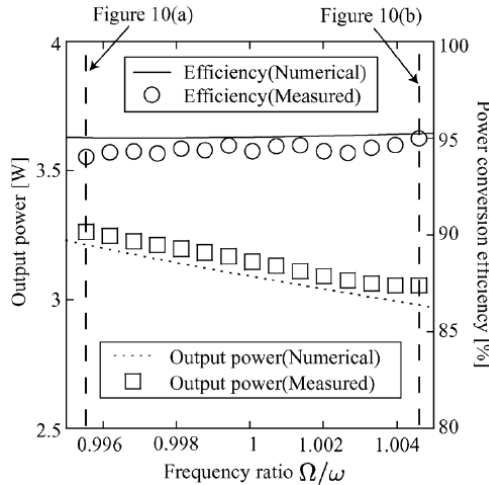 Figure 10(a)
Figure 10(b)
4
3.5
3
2.5
Output power [W]
Efficiency(Numerical)
Efficiency(Measured)
Output power(Numerical)
Output power(Measured)
100
95
90
85
80
Power conversion efficiency [%]
0.996
0.998
1
1.002
1.004
Frequency ratio Ω/ω